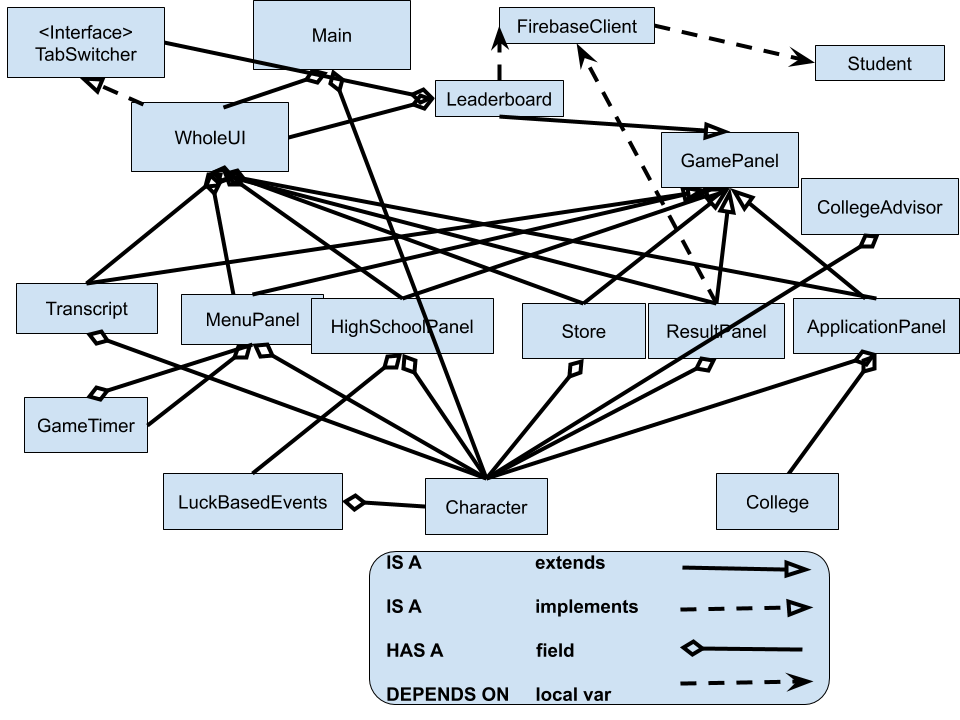 <Interface>
TabSwitcher
Main
FirebaseClient
Student
Leaderboard
WholeUI
GamePanel
CollegeAdvisor
Transcript
MenuPanel
HighSchoolPanel
Store
ResultPanel
ApplicationPanel
GameTimer
LuckBasedEvents
Character
College
IS A extends
IS A implements
HAS A field
DEPENDS ON local var